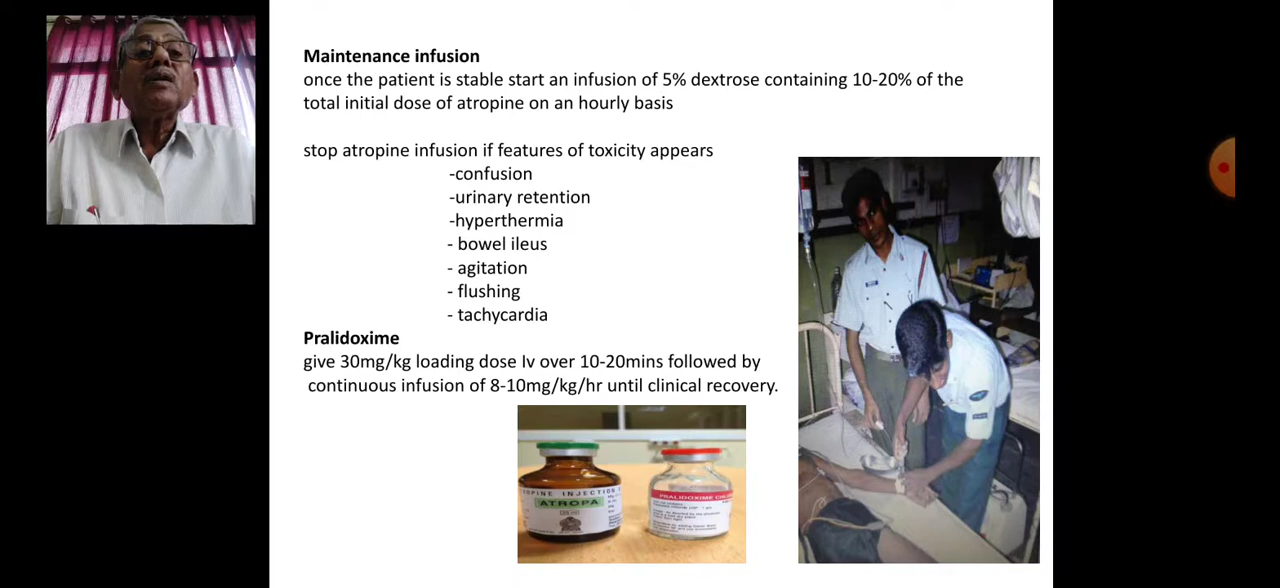 Maintenance infusion
once the patient is stable start an infusion of 5% dextrose containing 10-20% of the
total initial dose of atropine on an hourly basis
stop atropine infusion if features of toxicity appears
-confusion
-urinary retention
-hyperthermia
- bowel ileus
- agitation
- flushing
- tachycardia
Pralidoxime
give 30mg/kg loading dose Iv over 10-20mins followed by
continuous infusion of 8-10mg/kg/hr until clinical recovery.
OPINE INJECTION
ATROPA
PRALIDOXIME